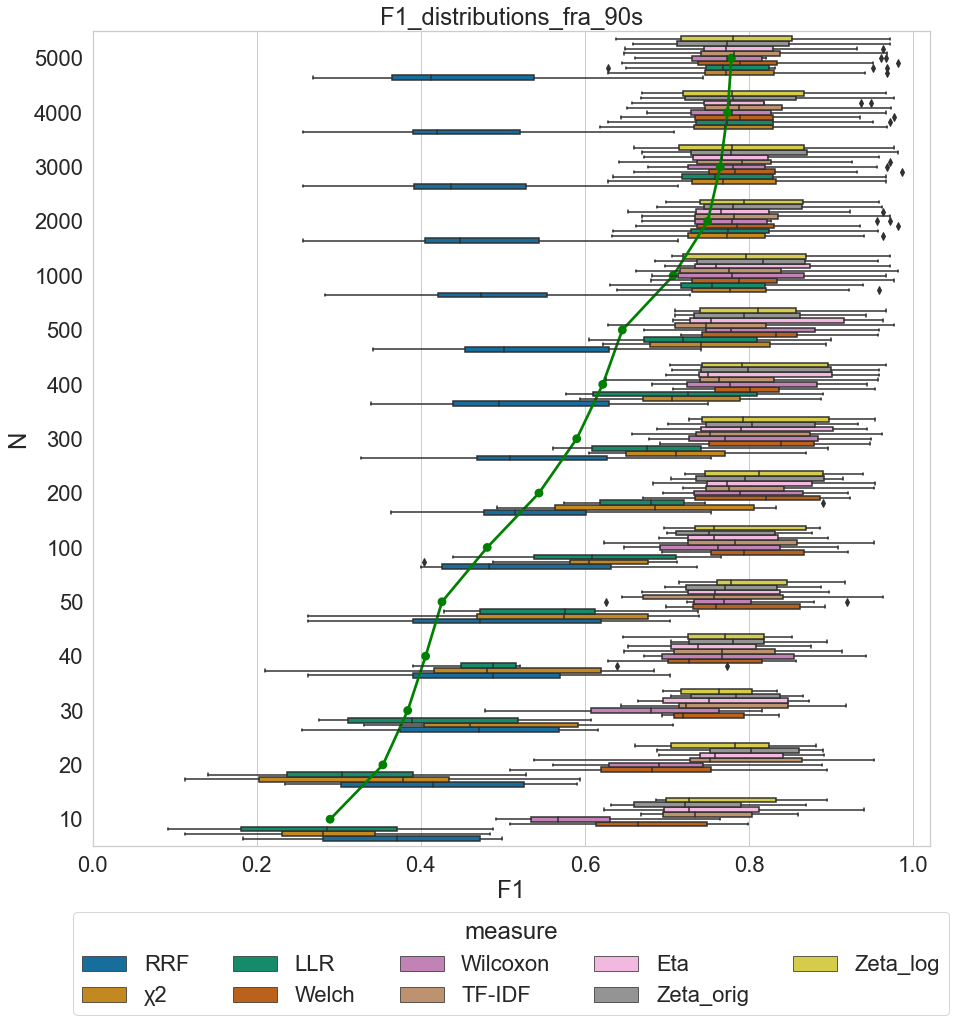 F1_distributions_fra_90s
5000
4000
3000
2000
1000
500
400
300
200
100
50
40
30
20
10
N
0.0 0.2 0.4 0.6 0.8 1.0
F1
measure
RRF LLR Wilcoxon Eta Zeta_log
χ2 Welch TF-IDF Zeta_orig